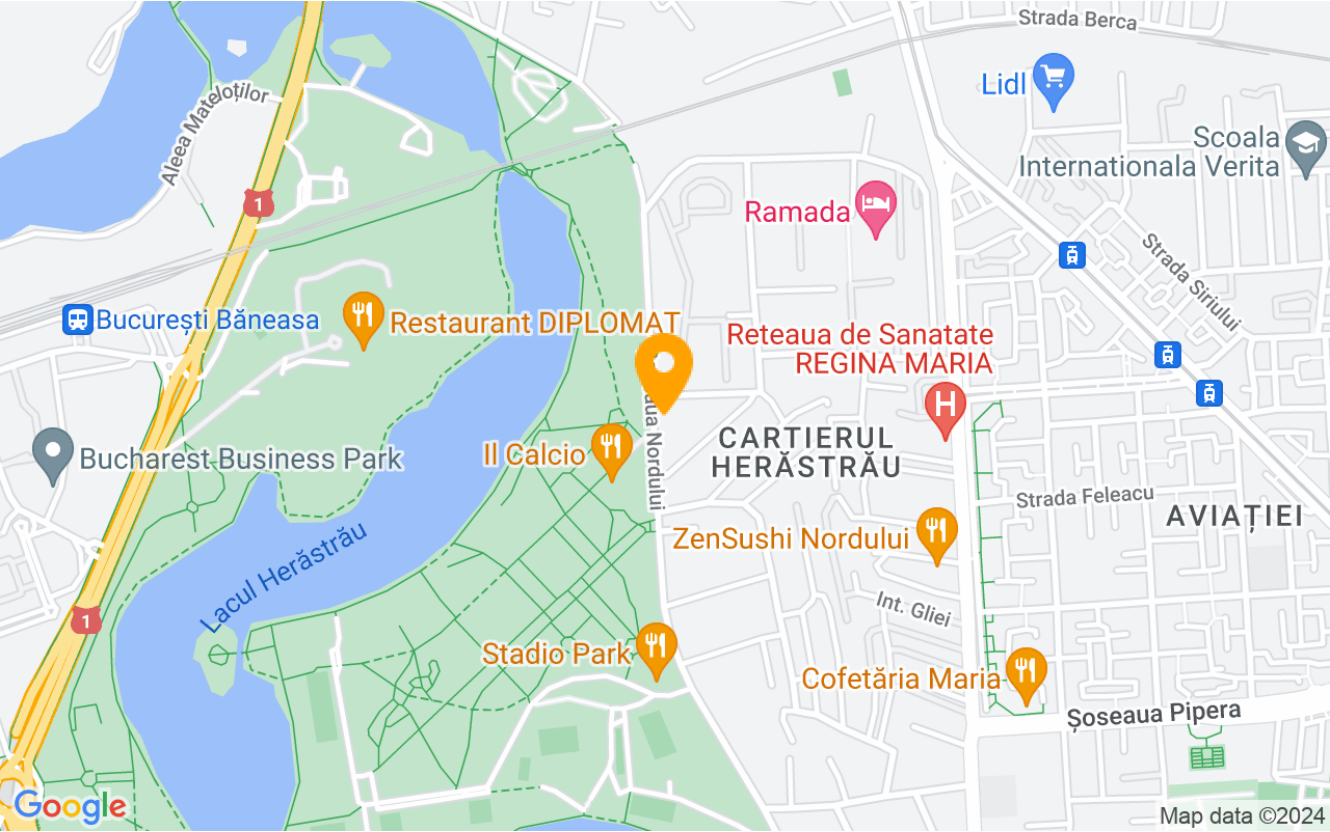 Strada Berca
Lidl
Aleea Mateloților
Scoala
Internationala Verita
1
Ramada
Strada Siriului
București Băneasa
Restaurant DIPLOMAT
Reteaua de Sanatate
REGINA MARIA
H
Nordului
CARTIERUL
HERĂSTRĂU
Il Calcio
Bucharest Business Park
Strada Feleacu
AVIAȚIEI
ZenSushi Nordului
Lacul Herăstrău
Int. Gliei
1
Stadio Park
Cofetăria Maria
Șoseaua Pipera
Google
Map data ©2024